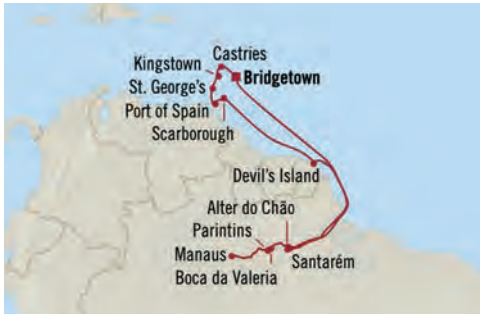 Castries
Kingstown
Bridgetown
St. George's
Port of Spain
Scarborough
Devil's Island
Alter do Chão
Parintins
Manaus
Santarém
Boca da Valeria